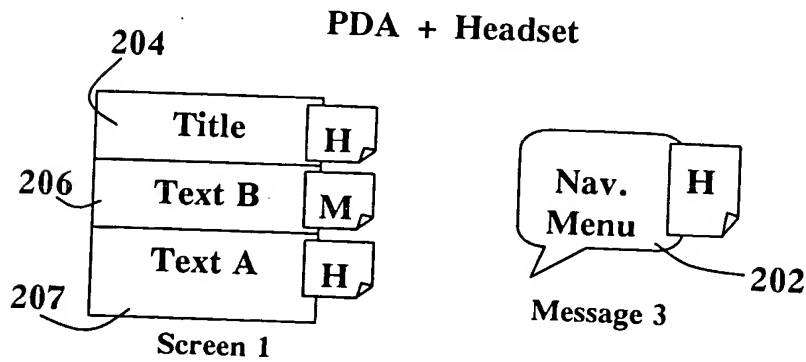 PDA + Headset
204
Title
H
206
Text B
M
Text A
H
207
Screen 1
Nav.
Menu
H
202
Message 3